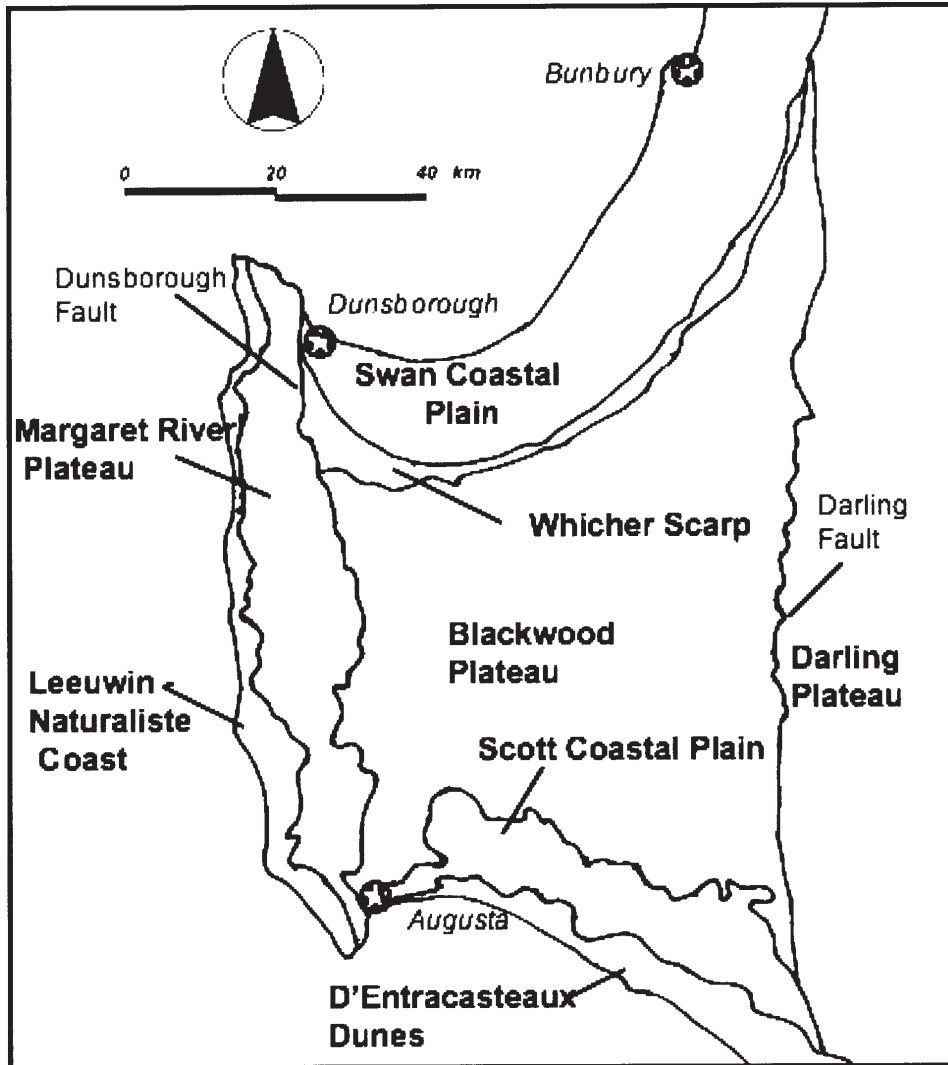 Bunbury
0 20 40 km
Dunsborough
Fault
Dunsborough
Swan Coastal
Plain
Margaret River
Plateau
Whicher Scarp
Darling
Fault
Blackwood
Plateau
Darling
Plateau
Leeuwin -
Naturaliste
Coast
Scott Coastal Plain
Augusta
D'Entracasteaux
Dunes